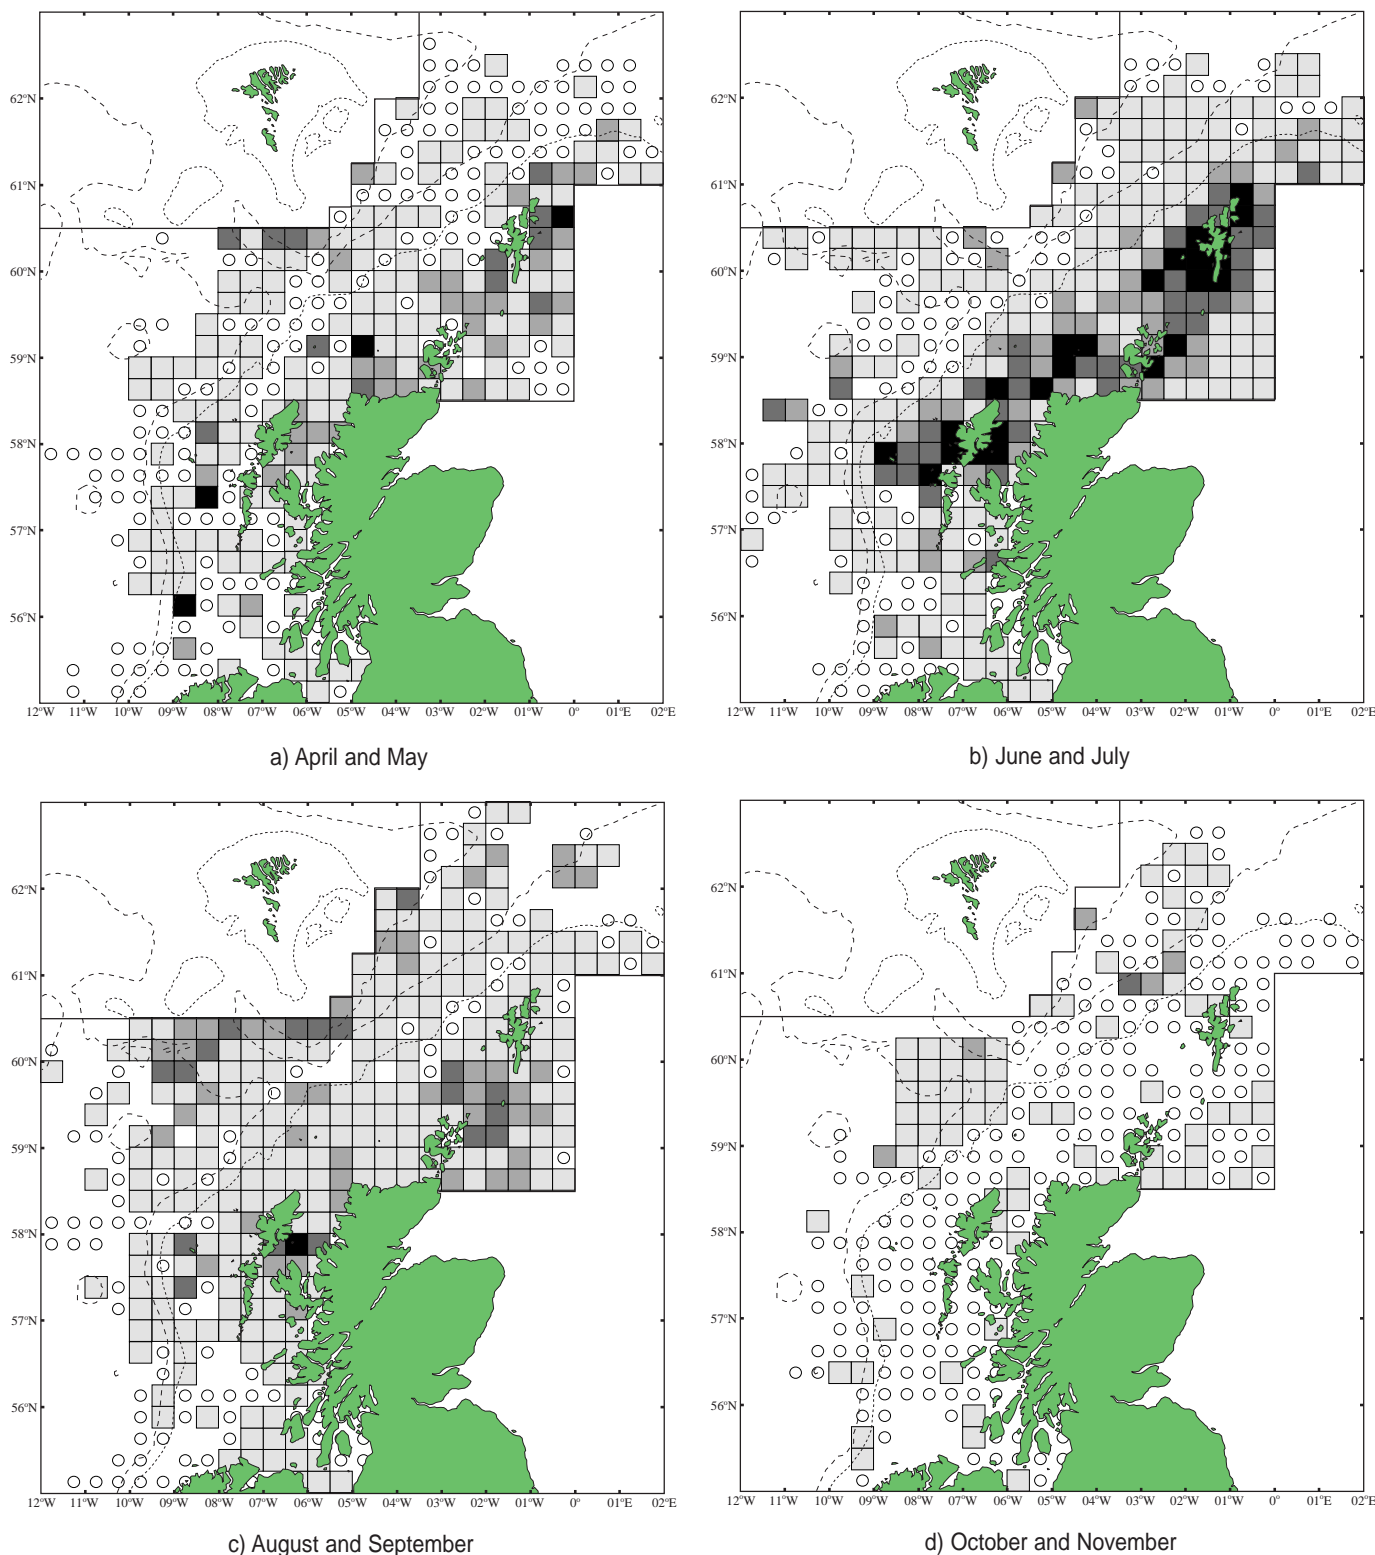 62°N
61°N
60°N
59°N
58°N
57°N
56°N
12°W 11°W 10°W 09°W 08°W 07°W 06°W 05°W 04°W 03°W 02°W 01°W 0° 01°E 02°E
a) April and May
62°N
61°N
60°N
59°N
58°N
57°N
56°N
12°W 11°W 10°W 09°W 08°W 07°W 06°W 05°W 04°W 03°W 02°W 01°W 0° 01°E 02°E
b) June and July
62°N
61°N
60°N
59°N
58°N
57°N
56°N
12°W 11°W 10°W 09°W 08°W 07°W 06°W 05°W 04°W 03°W 02°W 01°W 0° 01°E 02°E
c) August and September
62°N
61°N
60°N
59°N
58°N
57°N
56°N
12°W 11°W 10°W 09°W 08°W 07°W 06°W 05°W 04°W 03°W 02°W 01°W 0° 01°E 02°E
d) October and November